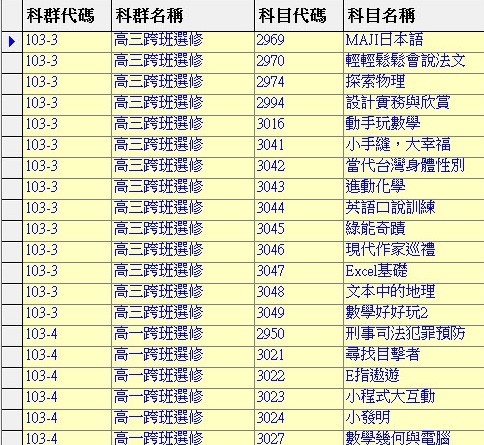 科群代碼 科群名稱 科目代碼 科目名稱
103-3 高三跨班選修 2969 MAJI日本語
103-3 高三跨班選修 2970 輕輕鬆鬆會說法文
103-3 高三跨班選修 2974 探索物理
103-3 高三跨班選修 2994 設計實務與欣賞
103-3 高三跨班選修 3016 動手玩數學
103-3 高三跨班選修 3041 小手縫，大幸福
103-3 高三跨班選修 3042 當代台灣身體性別
103-3 高三跨班選修 3043 進動化學
103-3 高三跨班選修 3044 英語口說訓練
103-3 高三跨班選修 3045 綠能奇蹟
103-3 高三跨班選修 3046 現代作家巡禮
103-3 高三跨班選修 3047 Excel基礎
103-3 高三跨班選修 3048 文本中的地理
103-3 高三跨班選修 3049 數學好好玩2
103-4 高一跨班選修 2950 刑事司法犯罪預防
103-4 高一跨班選修 3021 尋找目擊者
103-4 高一跨班選修 3022 E指遨遊
103-4 高一跨班選修 3023 小程式大互動
103-4 高一跨班選修 3024 小發明
103-4 高一跨班選修 3027 數學幾何與電腦